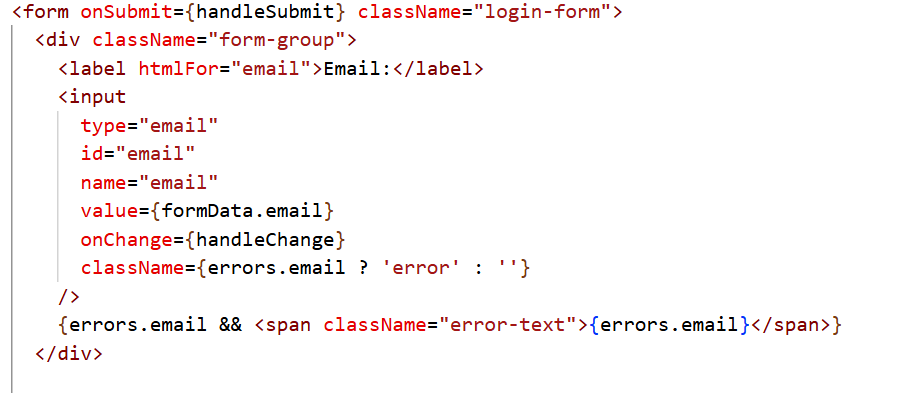 <form onSubmit={handleSubmit} className="login-form">
<div className="form-group">
<label htmlFor="email">Email:</label>
<input
type="email"
id="email"
name="email"
value={formData.email}
onChange={handleChange}
className={errors.email ? 'error' : ''}
/>
{errors.email && <span className="error-text">{errors.email}</span>}
</div>